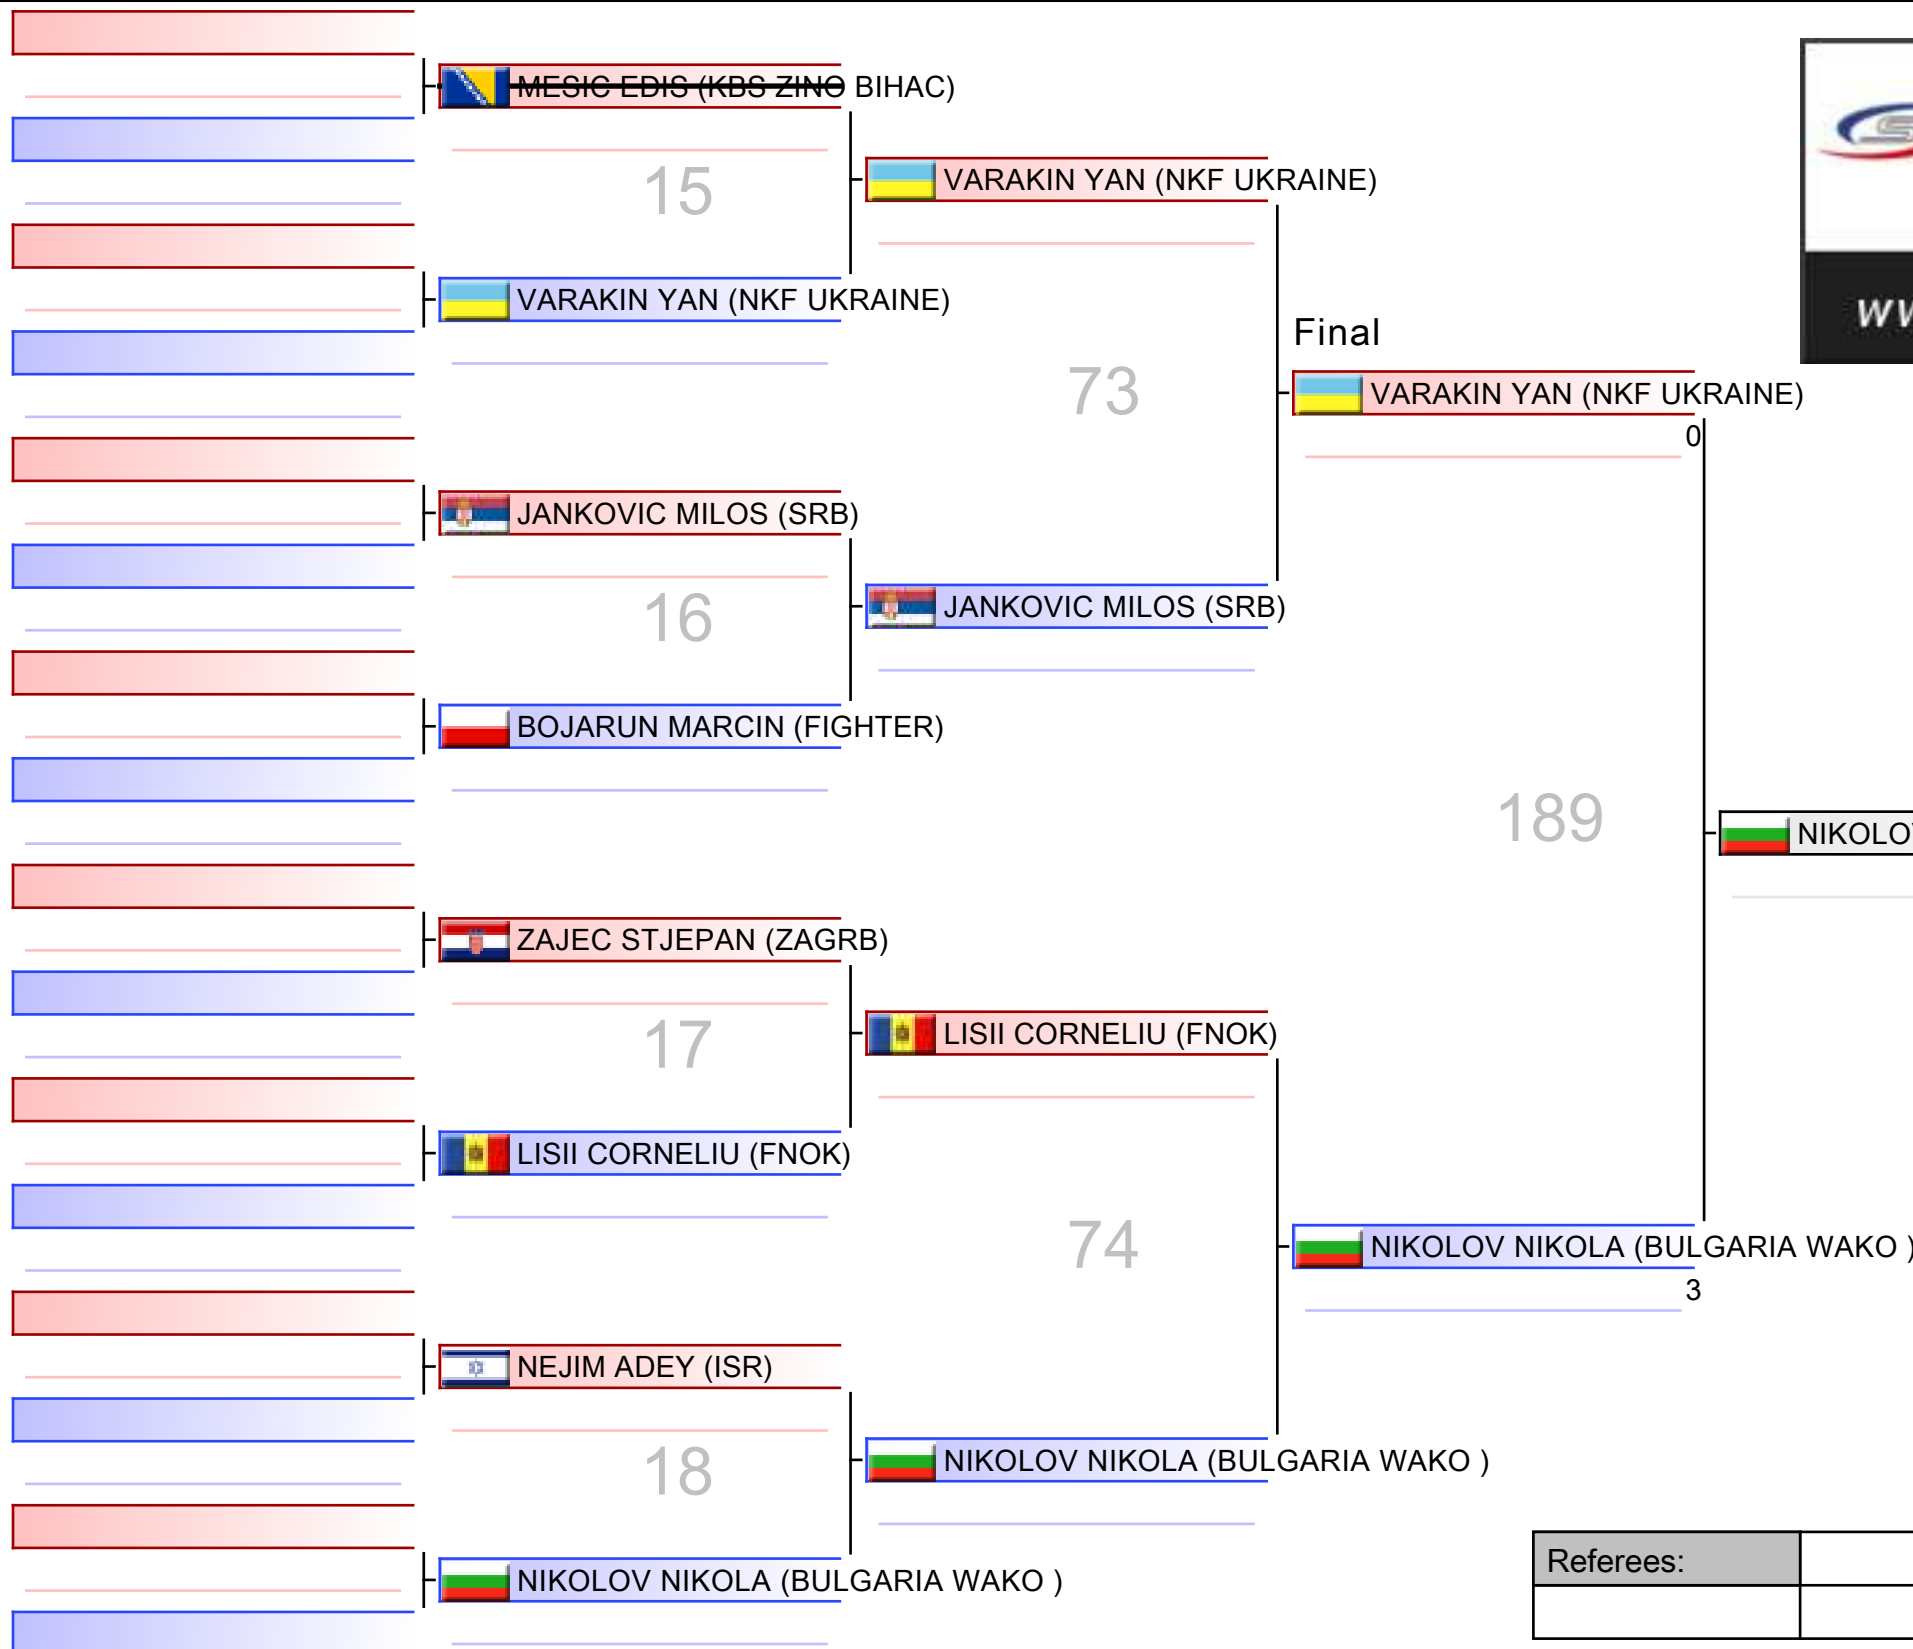 MESIC EDIS (KBS ZINO BIHAC)
15
VARAKIN YAN (NKF UKRAINE)
VARAKIN YAN (NKF UKRAINE)
73
JANKOVIC MILOS (SRB)
16
BOJARUN MARCIN (FIGHTER)
JANKOVIC MILOS (SRB)
Final
VARAKIN YAN (NKF UKRAINE)
0
189
ZAJEC STJEPAN (ZAGRB)
17
LISII CORNELIU (FNOK)
LISII CORNELIU (FNOK)
74
NEJIM ADEY (ISR)
18
NIKOLOV NIKOLA (BULGARIA WAKO )
NIKOLOV NIKOLA (BULGARIA WAKO )
NIKOLOV NIKOLA (BULGARIA WAKO )
3
Referees: